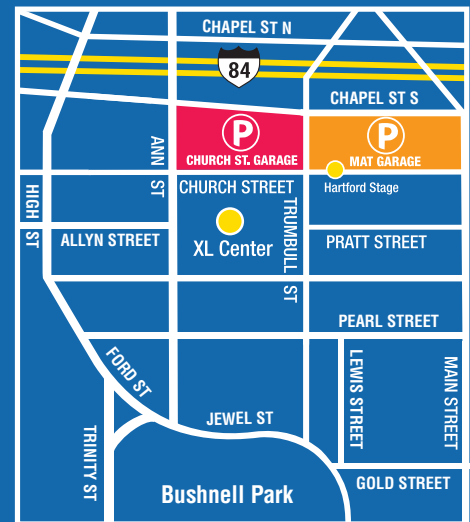 CHAPEL ST N
84
CHAPEL ST S
P
CHURCH ST. GARAGE
P
MAT GARAGE
ANN ST
HIGH ST
CHURCH STREET
Hartford Stage
TRUMBULL ST
ALLYN STREET
XL Center
PRATT STREET
PEARL STREET
FORD ST
LEWIS STREET
MAIN STREET
JEWEL ST
TRINITY ST
GOLD STREET
Bushnell Park